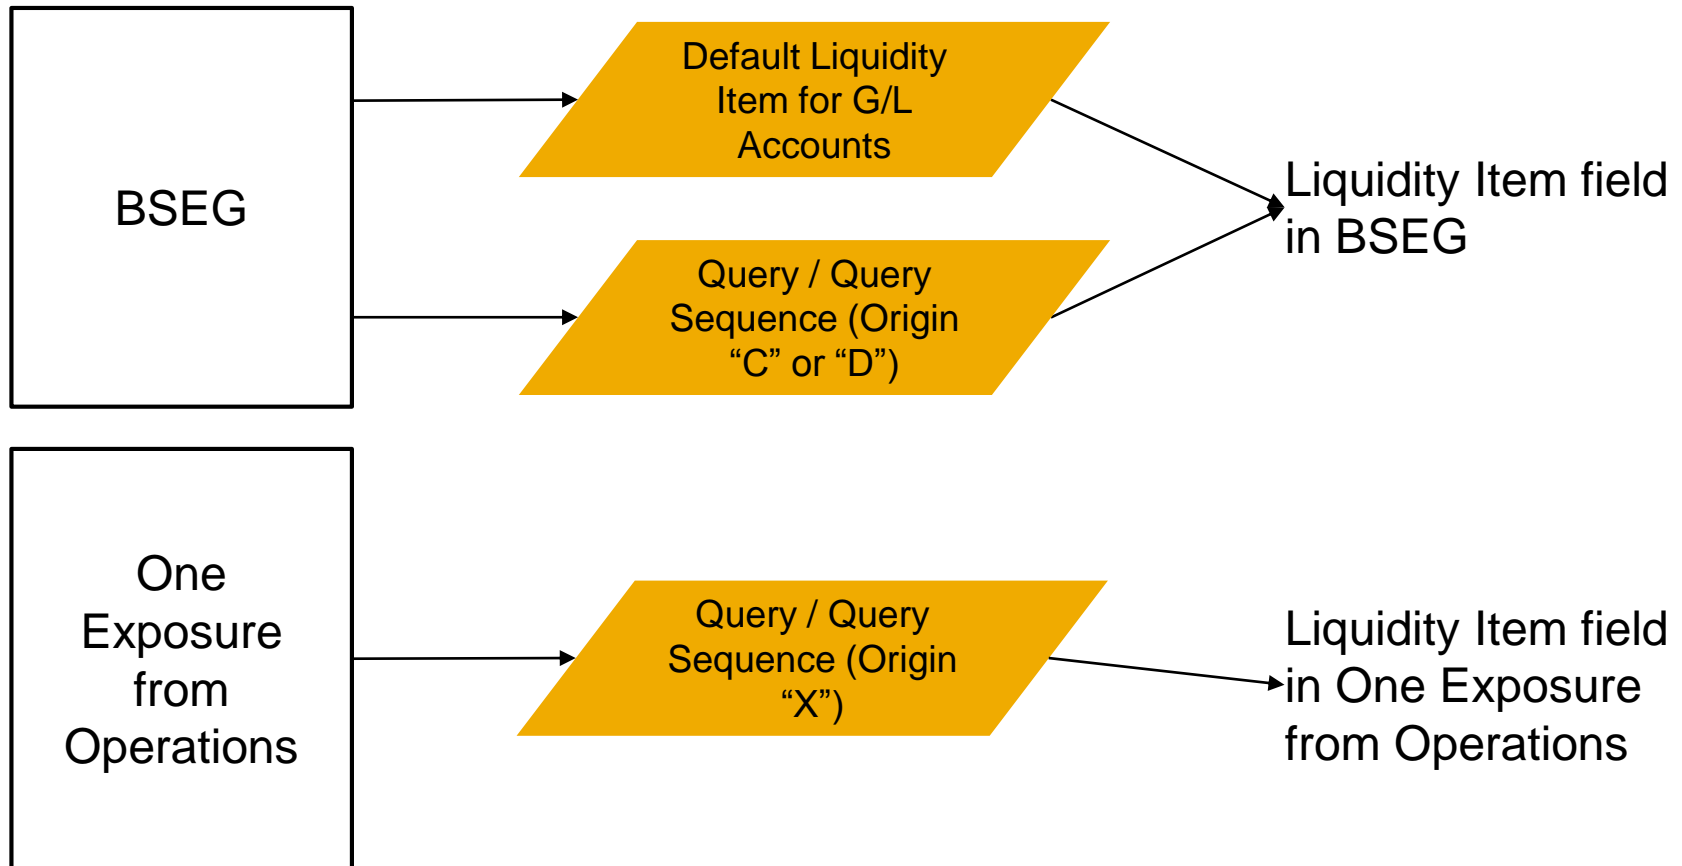 BSEG
Default Liquidity
Item for G/L
Accounts
Query / Query
Sequence (Origin
“C” or “D”)
Liquidity Item field
in BSEG
One
Exposure
from
Operations
Query / Query
Sequence (Origin
“X”)
Liquidity Item field
in One Exposure
from Operations